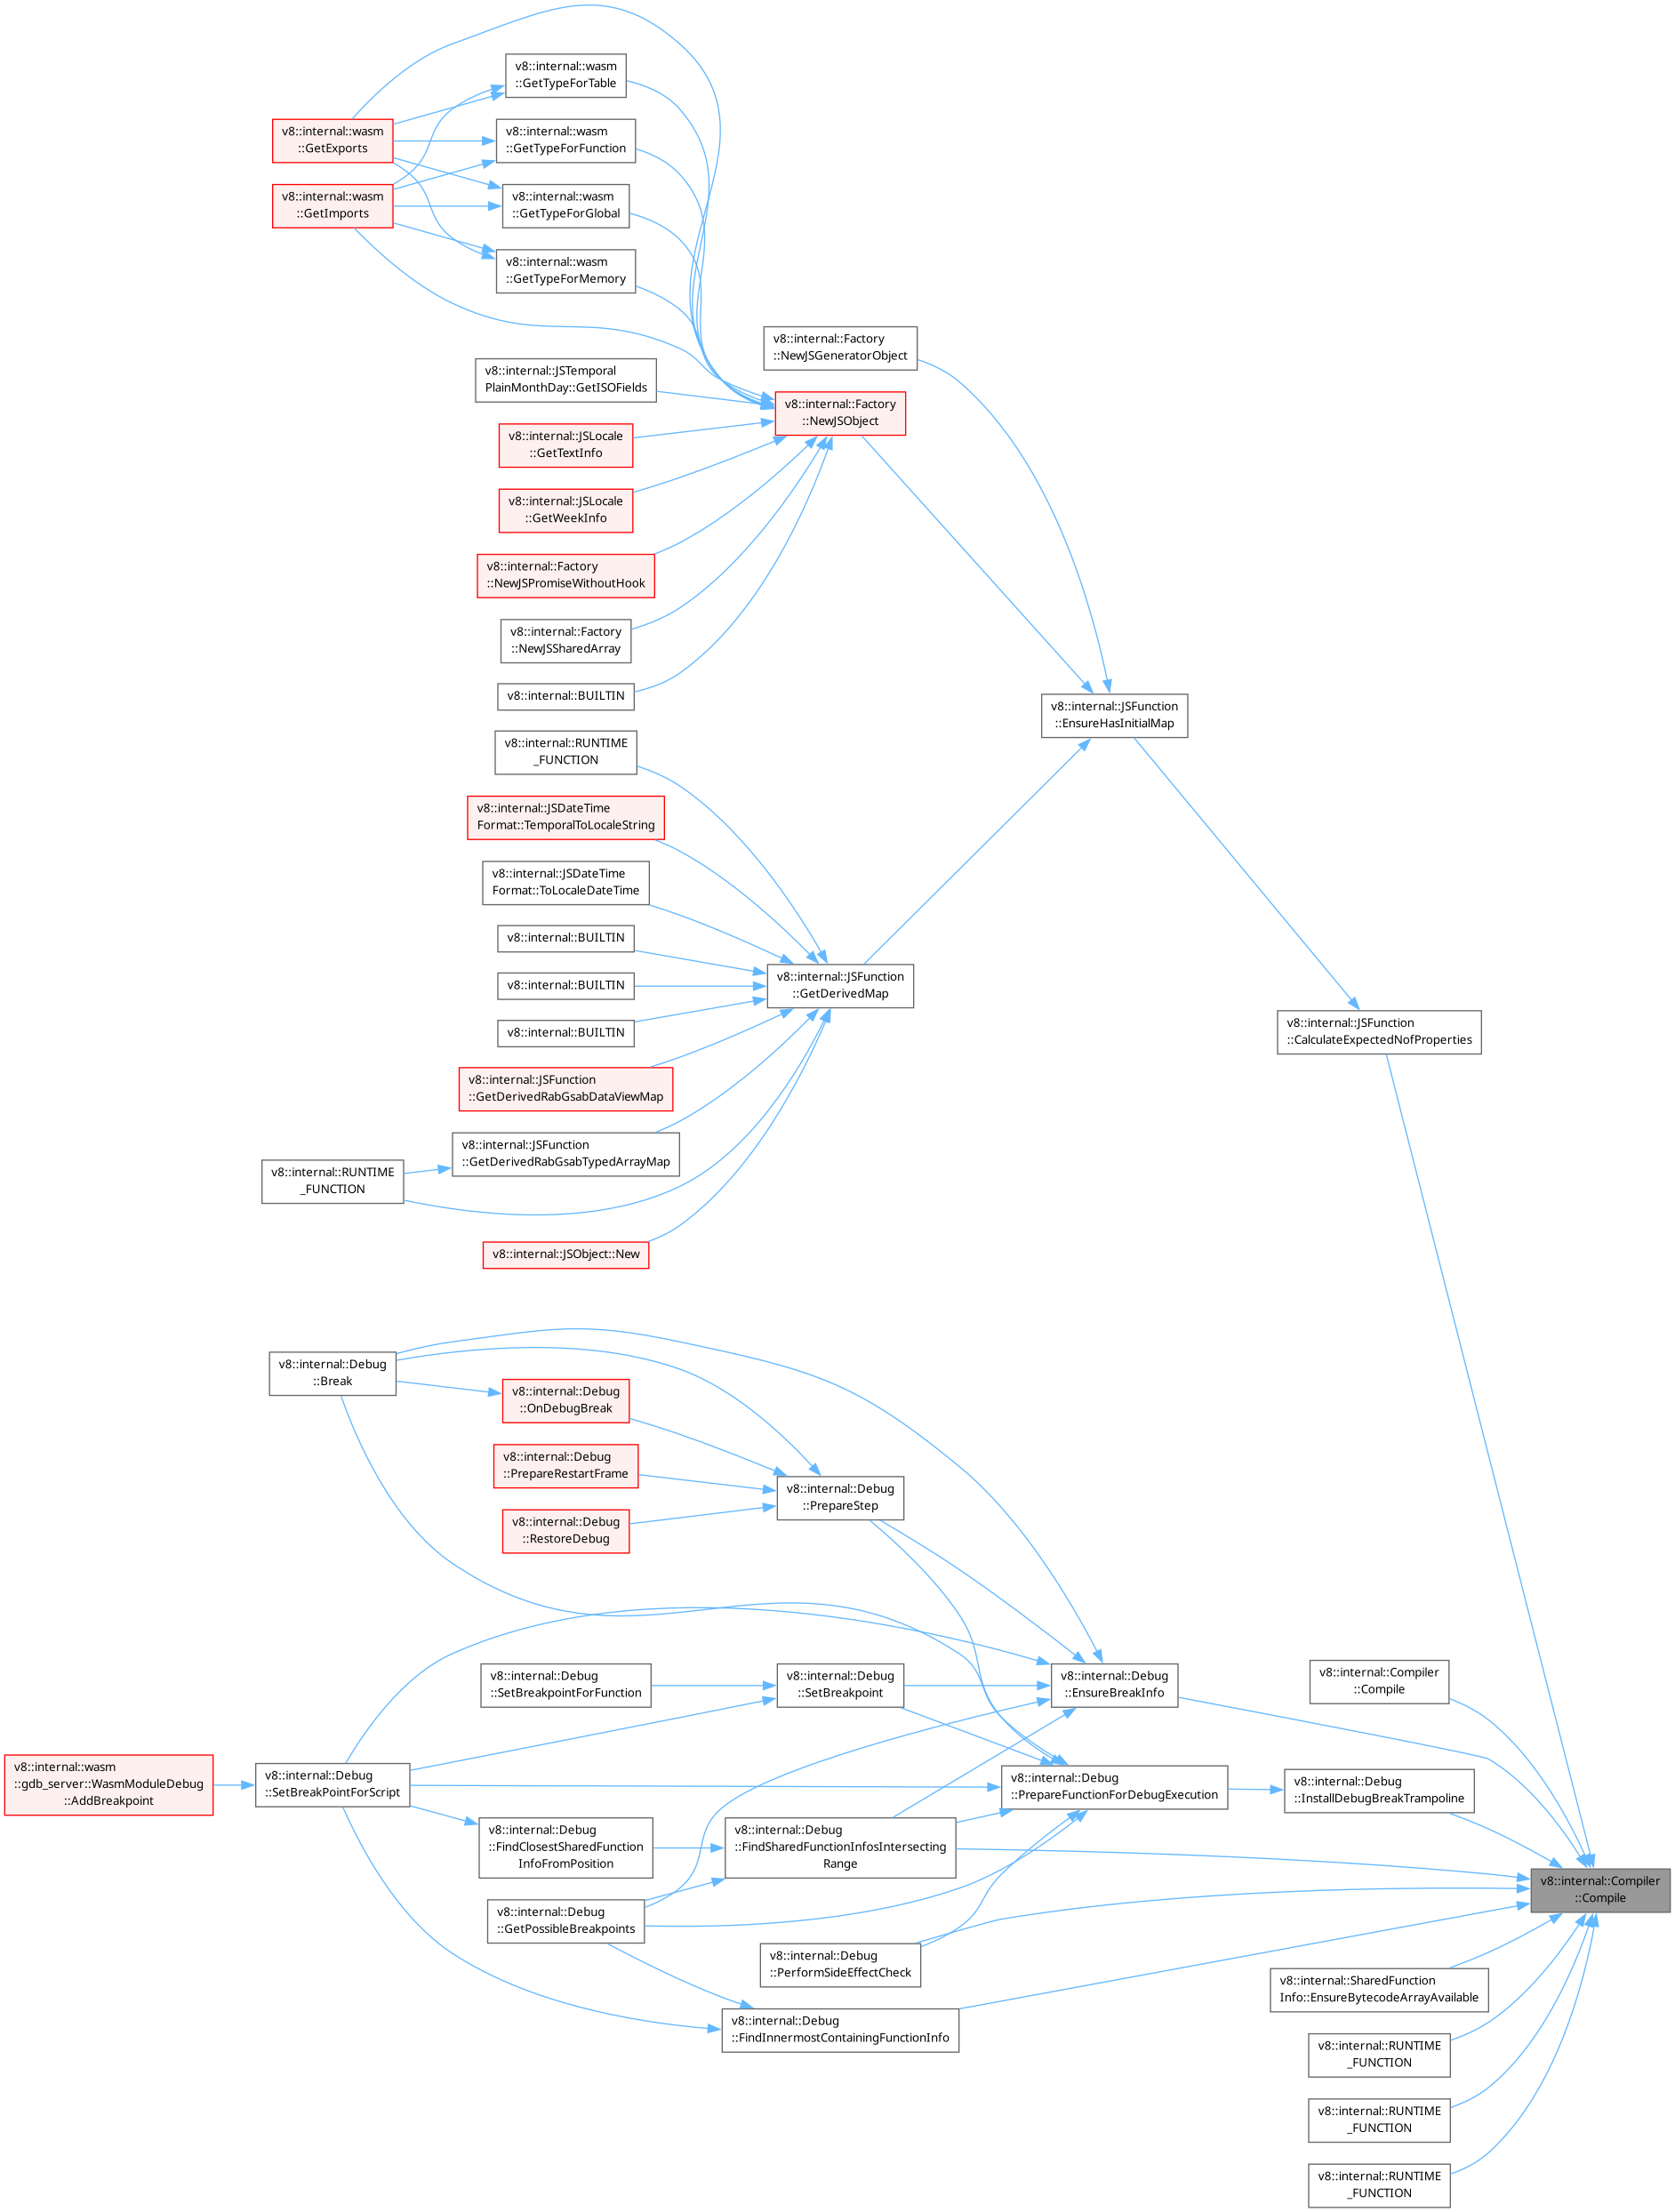 v8::internal::wasm
::GetTypeForTable
v8::internal::wasm
::GetExports
v8::internal::wasm
::GetTypeForFunction
v8::internal::wasm
::GetImports
v8::internal::wasm
::GetTypeForGlobal
v8::internal::wasm
::GetTypeForMemory
v8::internal::Factory
::NewJSGeneratorObject
v8::internal::JSTemporal
PlainMonthDay::GetISOFields
v8::internal::Factory
::NewJSObject
v8::internal::JSLocale
::GetTextInfo
v8::internal::JSLocale
::GetWeekInfo
v8::internal::Factory
::NewJSPromiseWithoutHook
v8::internal::Factory
::NewJSSharedArray
v8::internal::BUILTIN
v8::internal::JSFunction
::EnsureHasInitialMap
v8::internal::RUNTIME
_FUNCTION
v8::internal::JSDateTime
Format::TemporalToLocaleString
v8::internal::JSDateTime
Format::ToLocaleDateTime
v8::internal::BUILTIN
v8::internal::JSFunction
::GetDerivedMap
v8::internal::BUILTIN
v8::internal::BUILTIN
v8::internal::JSFunction
::CalculateExpectedNofProperties
v8::internal::JSFunction
::GetDerivedRabGsabDataViewMap
v8::internal::JSFunction
::GetDerivedRabGsabTypedArrayMap
v8::internal::RUNTIME
_FUNCTION
v8::internal::JSObject::New
v8::internal::Debug
::Break
v8::internal::Debug
::OnDebugBreak
v8::internal::Debug
::PrepareRestartFrame
v8::internal::Debug
::PrepareStep
v8::internal::Debug
::RestoreDebug
v8::internal::Debug
::SetBreakpointForFunction
v8::internal::Debug
::SetBreakpoint
v8::internal::Debug
::EnsureBreakInfo
v8::internal::Compiler
::Compile
v8::internal::wasm
::gdb_server::WasmModuleDebug
::AddBreakpoint
v8::internal::Debug
::SetBreakPointForScript
v8::internal::Debug
::PrepareFunctionForDebugExecution
v8::internal::Debug
::InstallDebugBreakTrampoline
v8::internal::Debug
::FindClosestSharedFunction
InfoFromPosition
v8::internal::Debug
::FindSharedFunctionInfosIntersecting
Range
v8::internal::Compiler
::Compile
v8::internal::Debug
::GetPossibleBreakpoints
v8::internal::Debug
::PerformSideEffectCheck
v8::internal::SharedFunction
Info::EnsureBytecodeArrayAvailable
v8::internal::Debug
::FindInnermostContainingFunctionInfo
v8::internal::RUNTIME
_FUNCTION
v8::internal::RUNTIME
_FUNCTION
v8::internal::RUNTIME
_FUNCTION